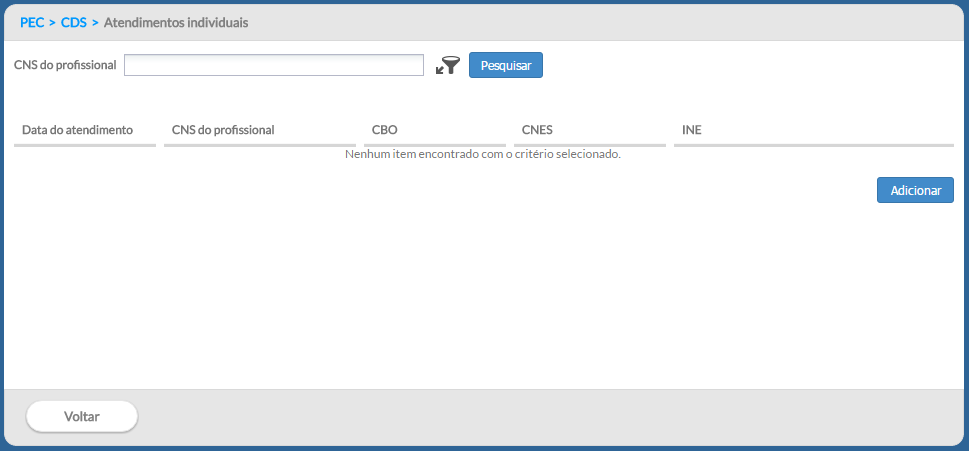 PEC > CDS > Atendimentos individuais
CNS do profissional Pesquisar
Data do atendimento CNS do profissional CBO CNES INE
Nenhum item encontrado com o critério selecionado.
Adicionar
Voltar